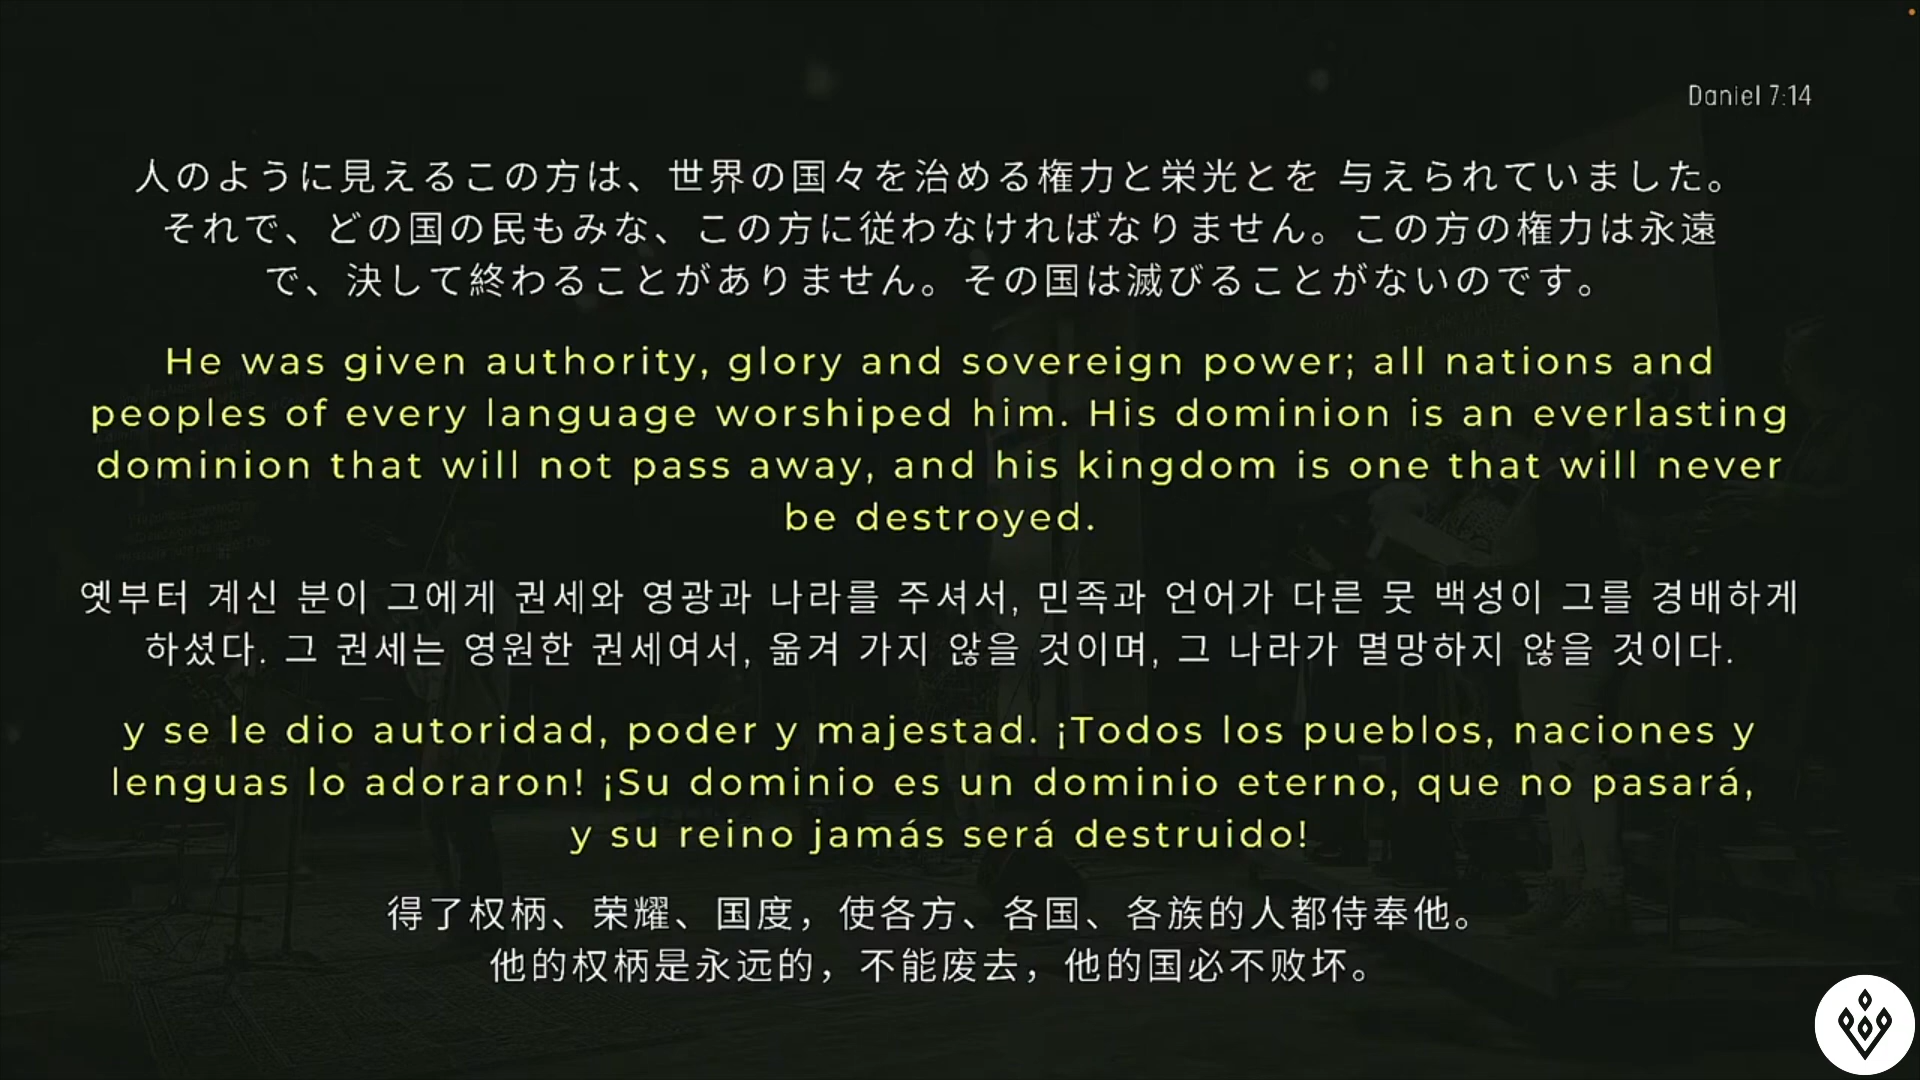 Daniel 7:14
人のように見えるこの方は、世界の国々を治める権力と栄光とを 与えられていました。
それで、どの国の民もみな、この方に従わなければなりません。この方の権力は永遠
で、決して終わることがありません。その国は滅びることがないのです。
He was given authority, glory and sovereign power; all nations and
peoples of every language worshiped him. His dominion is an everlasting
dominion that will not pass away, and his kingdom is one that will never
be destroyed.
옛부터 계신 분이 그에게 권세와 영광과 나라를 주셔서, 민족과 언어가 다른 뭇 백성이 그를 경배하게
하셨다. 그 권세는 영원한 권세여서, 옮겨 가지 않을 것이며, 그 나라가 멸망하지 않을 것이다.
y se le dio autoridad, poder y majestad. ¡Todos los pueblos, naciones y
lenguas lo adoraron! ¡Su dominio es un dominio eterno, que no pasará,
y su reino jamás será destruido!
得了权柄、荣耀、国度，使各方、各国、各族的人都侍奉他。
他的权柄是永远的，不能废去，他的国必不败坏。